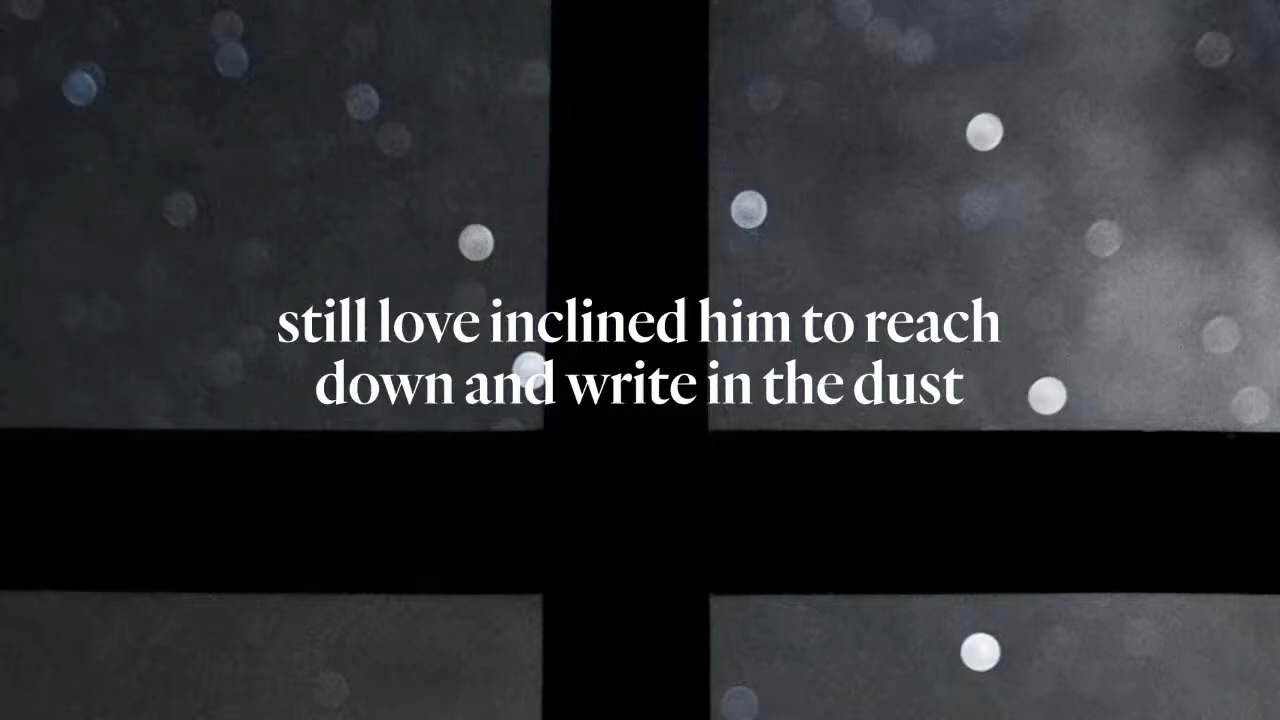 still love inclined him to reach
down and write in the dust